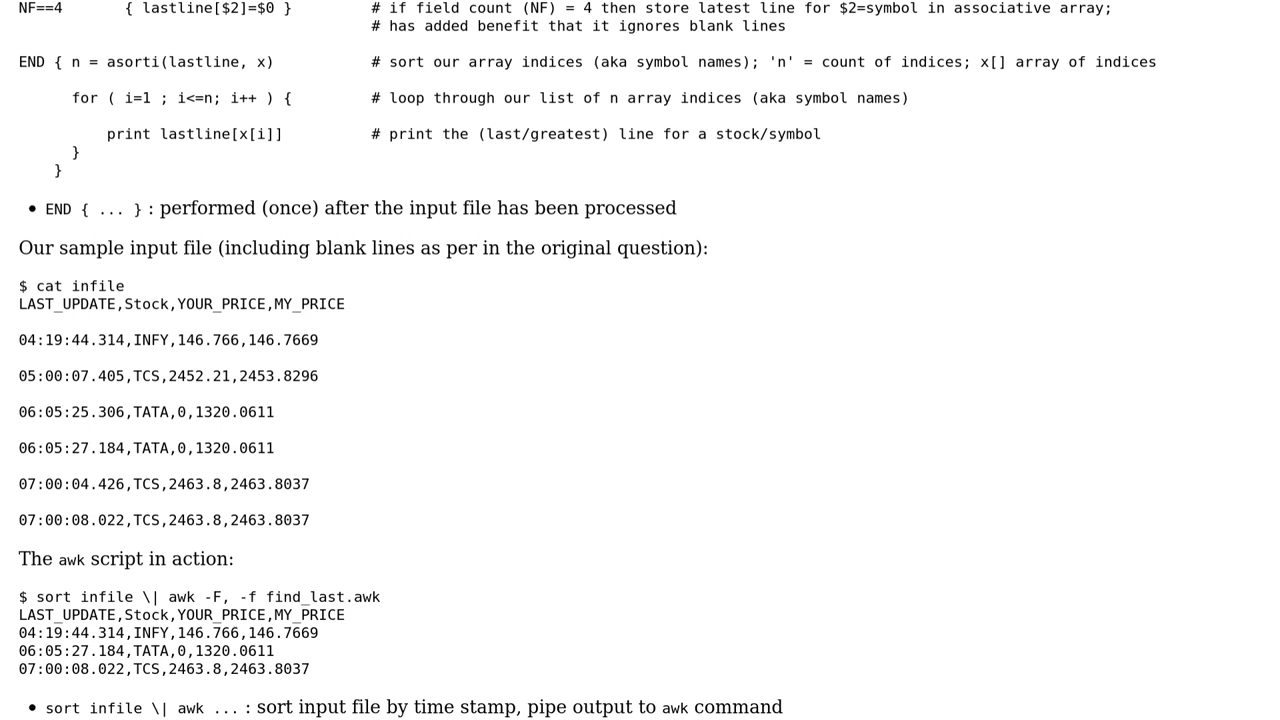 NF==4       { lastline[$2]=$0 }         # if field count (NF) = 4 then store latest line for $2=symbol in associative array;
                                        # has added benefit that it ignores blank lines
END { n = asorti(lastline, x)           # sort our array indices (aka symbol names); 'n' = count of indices; x[] array of indices
      for ( i=1 ; i<=n; i++ ) {         # loop through our list of n array indices (aka symbol names)
          print lastline[x[i]]          # print the (last/greatest) line for a stock/symbol
      }
    }
• END { ... } : performed (once) after the input file has been processed
Our sample input file (including blank lines as per in the original question):
$ cat infile
LAST_UPDATE,Stock,YOUR_PRICE,MY_PRICE
04:19:44.314,INFY,146.766,146.7669
05:00:07.405,TCS,2452.21,2453.8296
06:05:25.306,TATA,0,1320.0611
06:05:27.184,TATA,0,1320.0611
07:00:04.426,TCS,2463.8,2463.8037
07:00:08.022,TCS,2463.8,2463.8037
The awk script in action:
$ sort infile \| awk -F, -f find_last.awk
LAST_UPDATE,Stock,YOUR_PRICE,MY_PRICE
04:19:44.314,INFY,146.766,146.7669
06:05:27.184,TATA,0,1320.0611
07:00:08.022,TCS,2463.8,2463.8037
• sort infile \| awk ... : sort input file by time stamp, pipe output to awk command